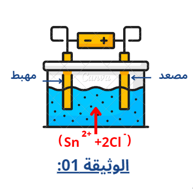 − +
مهبط
مصعد
(Sn²⁺+2Cl⁻)
الوثيقة 01: